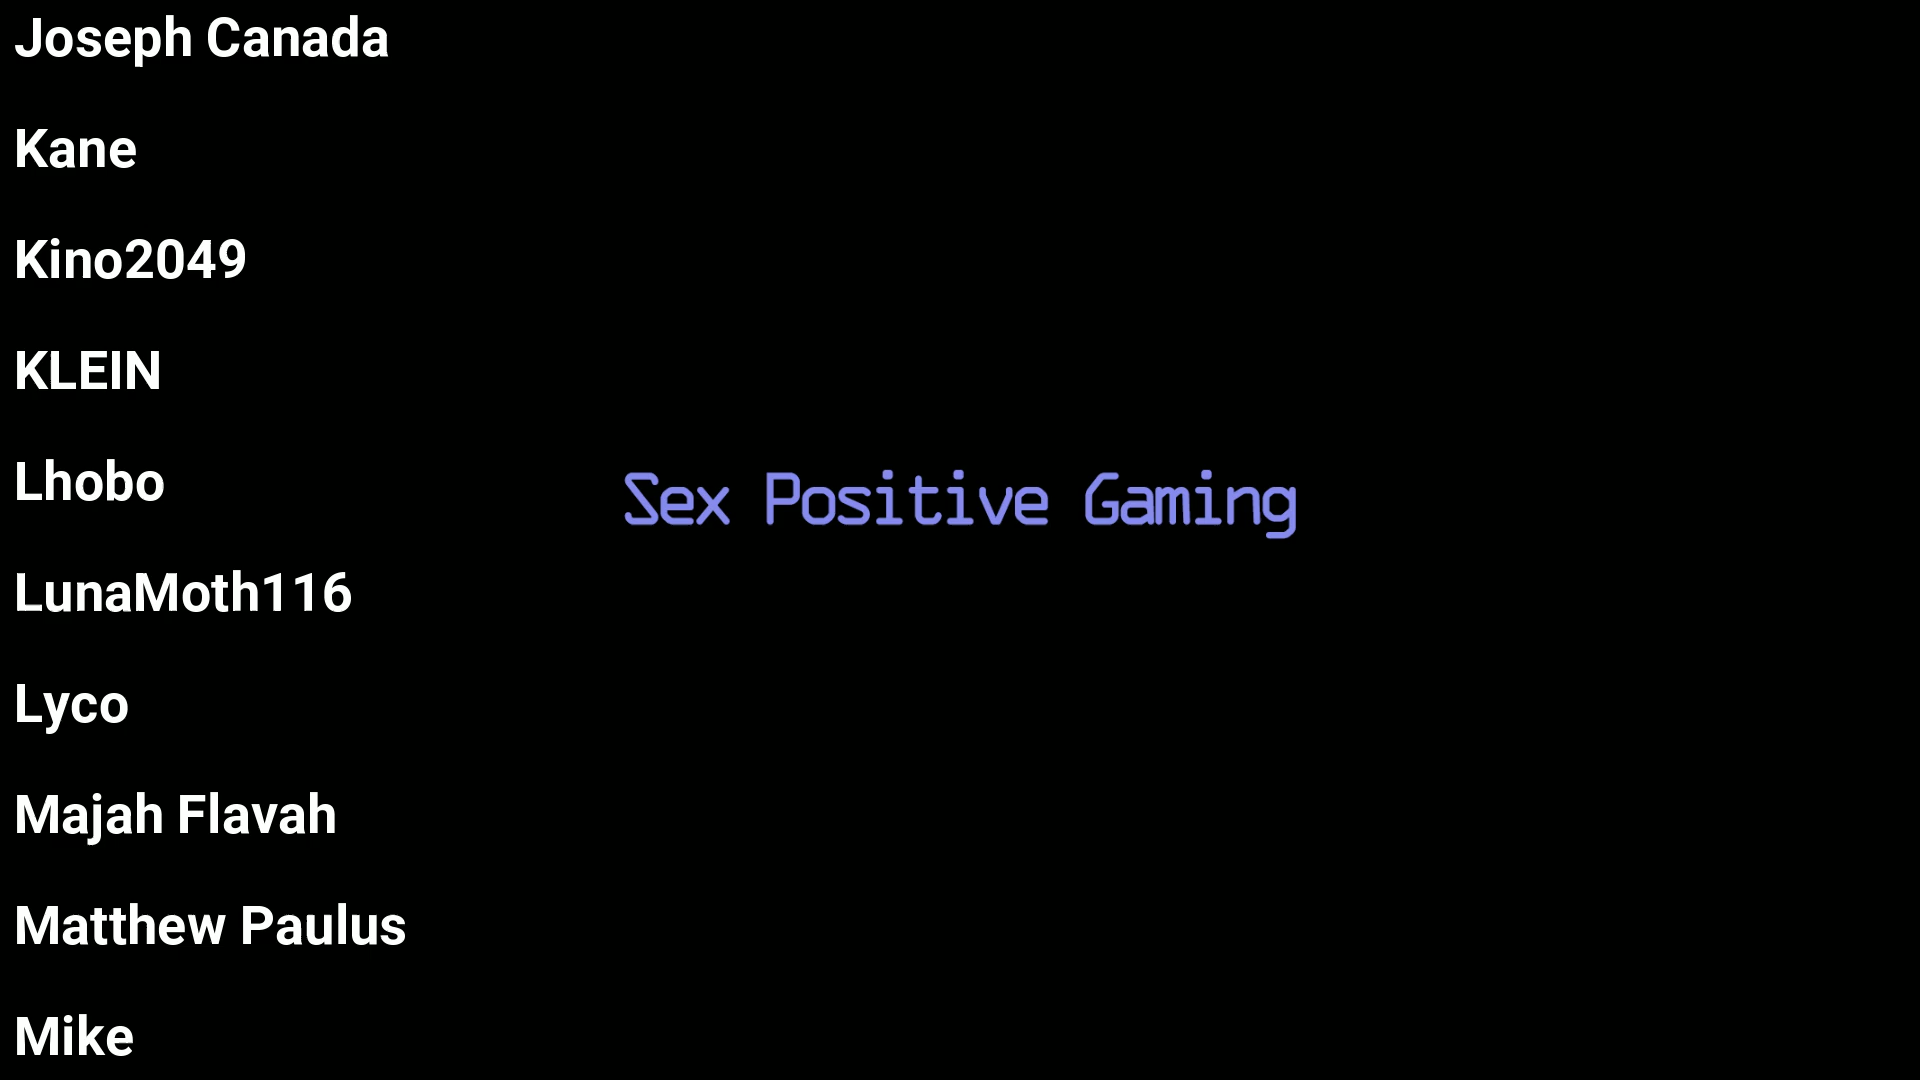 Joseph Canada
Kane
Kino2049
KLEIN
Lhobo
Sex Positive Gaming
LunaMoth116
Lyco
Majah Flavah
Matthew Paulus
Mike